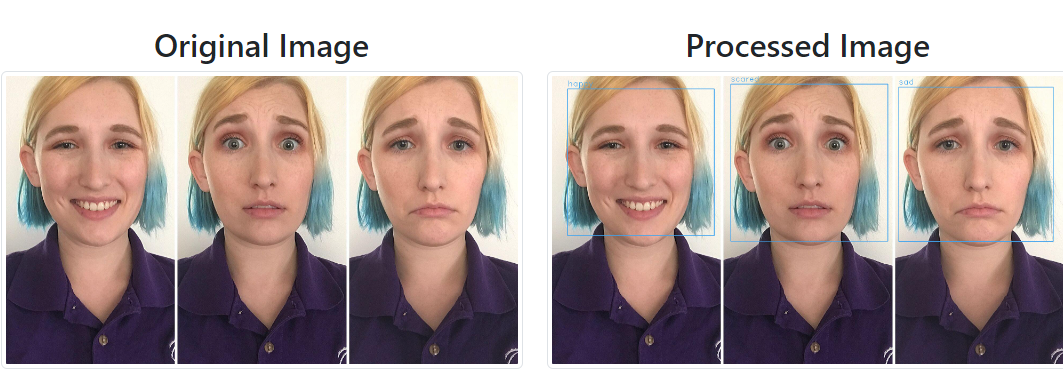 Original Image
Processed Image
happy
scared
sad